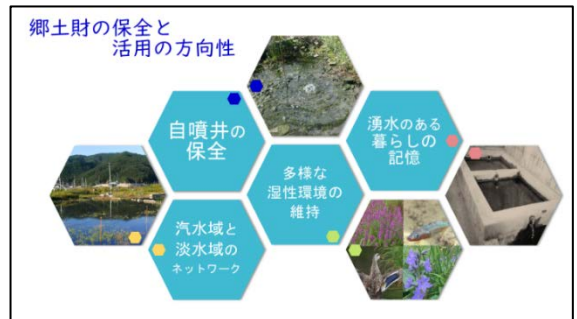 郷土財の保全と
活用の方向性
自噴井の
保全
湧水のある
暮らしの
記憶
多様な
湿性環境の
維持
汽水域と
淡水域の
ネットワーク